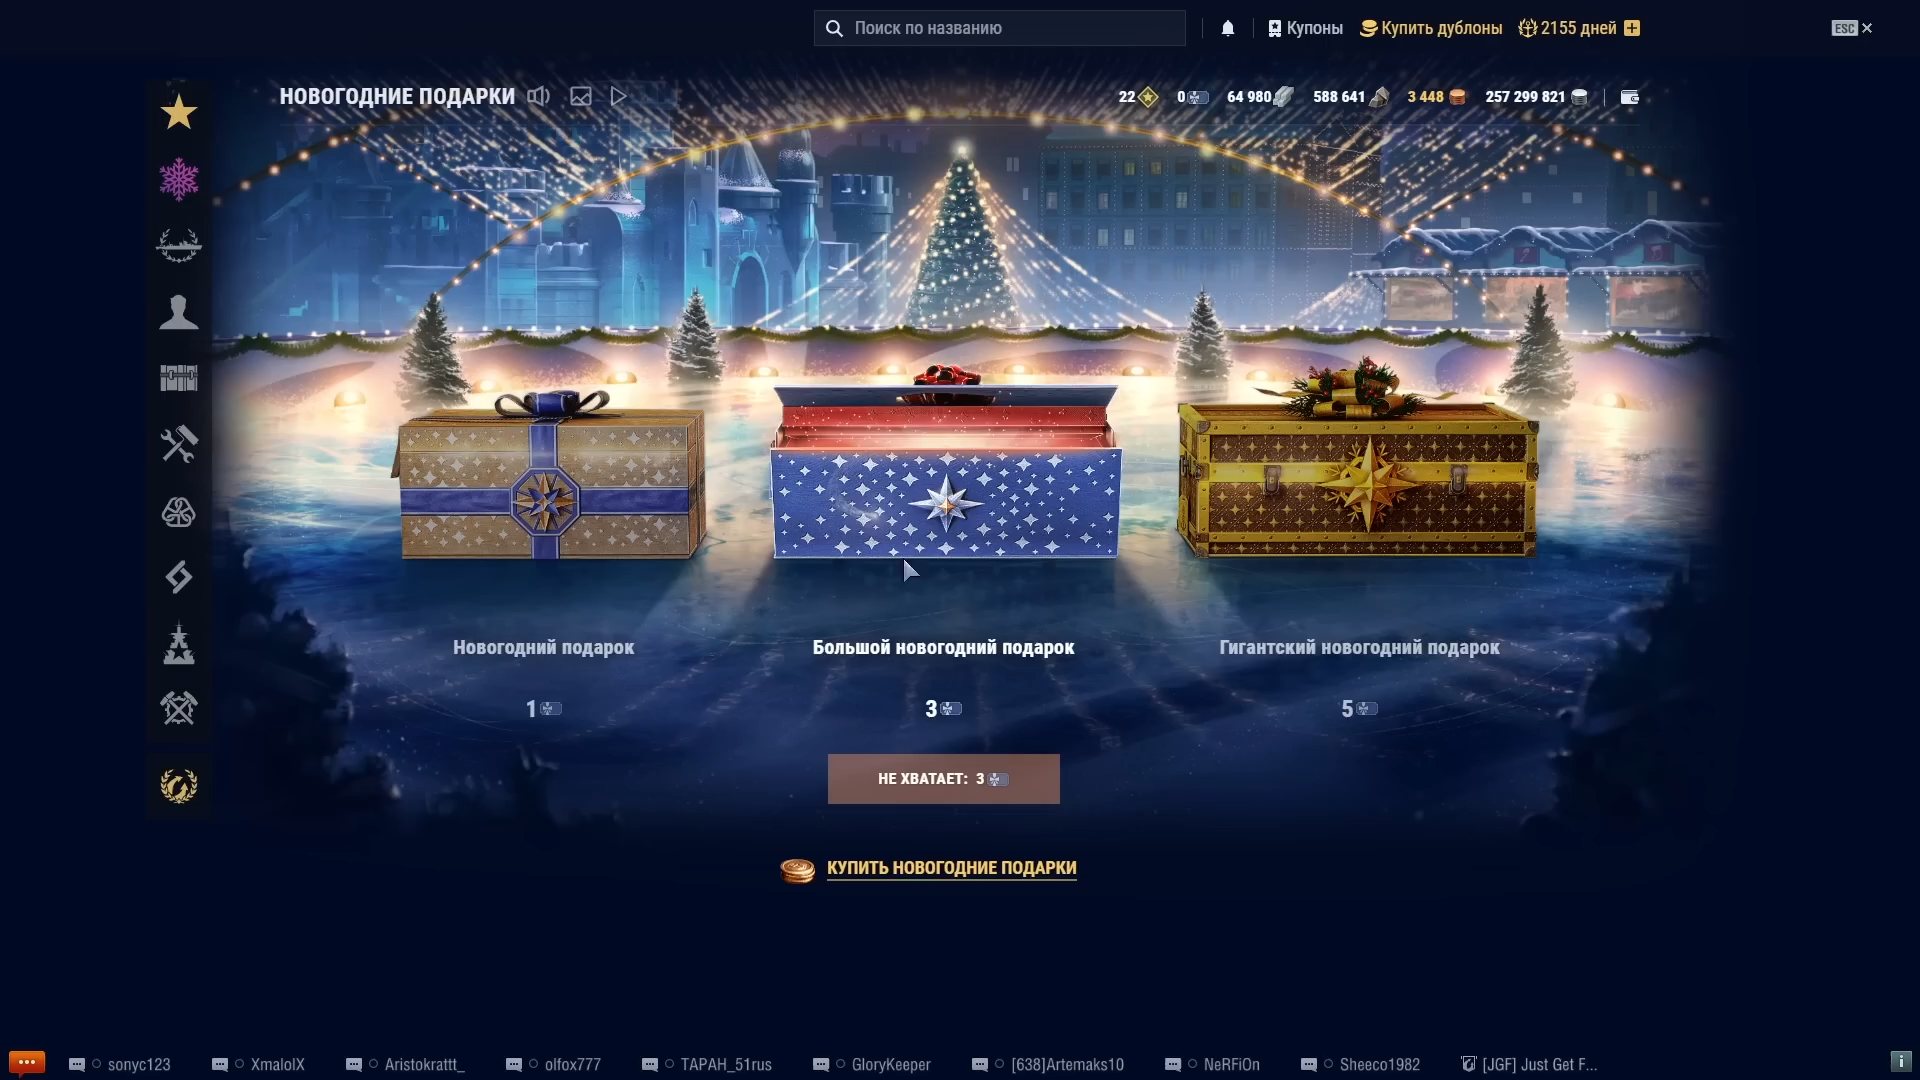 Поиск по названию
Купоны
Купить дублоны
2155 дней
ESC
НОВОГОДНИЕ ПОДАРКИ
22
0
64 980
588 641
3 448
257 299 821
Новогодний подарок
Большой новогодний подарок
Гигантский новогодний подарок
1
3
5
НЕ ХВАТАЕТ: 3
КУПИТЬ НОВОГОДНИЕ ПОДАРКИ
sonyc123
XmalolX
Aristokrattt_
olfox777
TAPAH_51rus
GloryKeeper
[638]Artemaks10
NeRFiOn
Sheeco1982
[JGF] Just Get F...